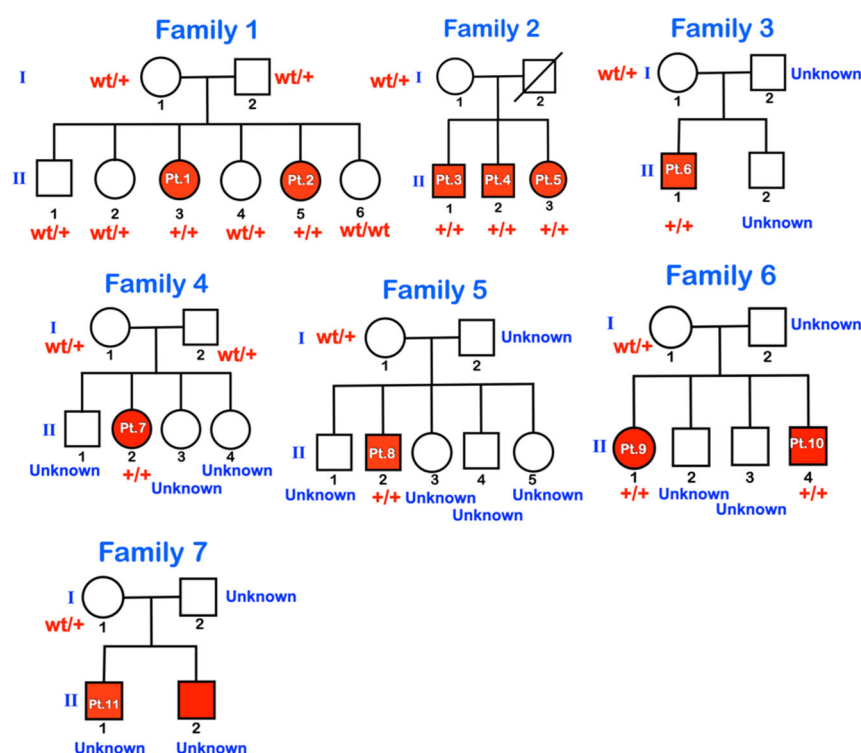 Family 1
I
wt/+
1
2
wt/+
II
Pt.1
Pt.2
1
2
3
4
5
6
wt/+
wt/+
+/+
wt/+
+/+
wt/wt
Family 2
wt/+
I
1
2
II
Pt.3
Pt.4
Pt.5
1
2
3
+/+
+/+
+/+
Family 3
wt/+
I
1
2
Unknown
II
Pt.6
1
2
+/+
Unknown
Family 4
I
wt/+
1
2
wt/+
II
Pt.7
1
2
3
4
Unknown
+/+
Unknown
Unknown
Family 5
I
wt/+
1
2
Unknown
II
Pt.8
1
2
3
4
5
Unknown
+/+
Unknown
Unknown
Unknown
Family 6
I
wt/+
1
2
Unknown
II
Pt.9
Pt.10
1
2
3
4
+/+
Unknown
Unknown
+/+
Family 7
I
wt/+
1
2
Unknown
II
Pt.11
1
2
Unknown
Unknown